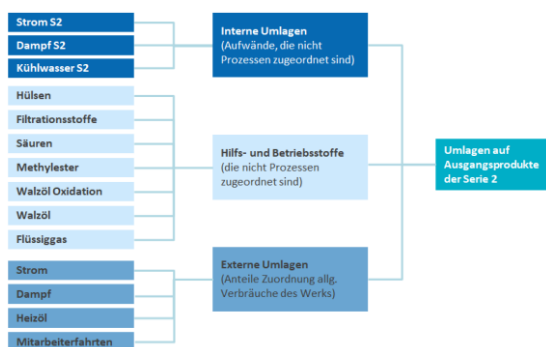 Strom S2
Dampf S2
Kühlwasser S2
Interne Umlagen
(Aufwände, die nicht
Prozessen zugeordnet sind)
Hülsen
Filtrationsstoffe
Säuren
Methylester
Walzöl Oxidation
Walzöl
Flüssiggas
Hilfs- und Betriebsstoffe
(die nicht Prozessen
zugeordnet sind)
Umlagen auf
Ausgangsprodukte
der Serie 2
Strom
Dampf
Heizöl
Mitarbeiterfahrten
Externe Umlagen
(Anteile Zuordnung allg.
Verbräuche des Werks)